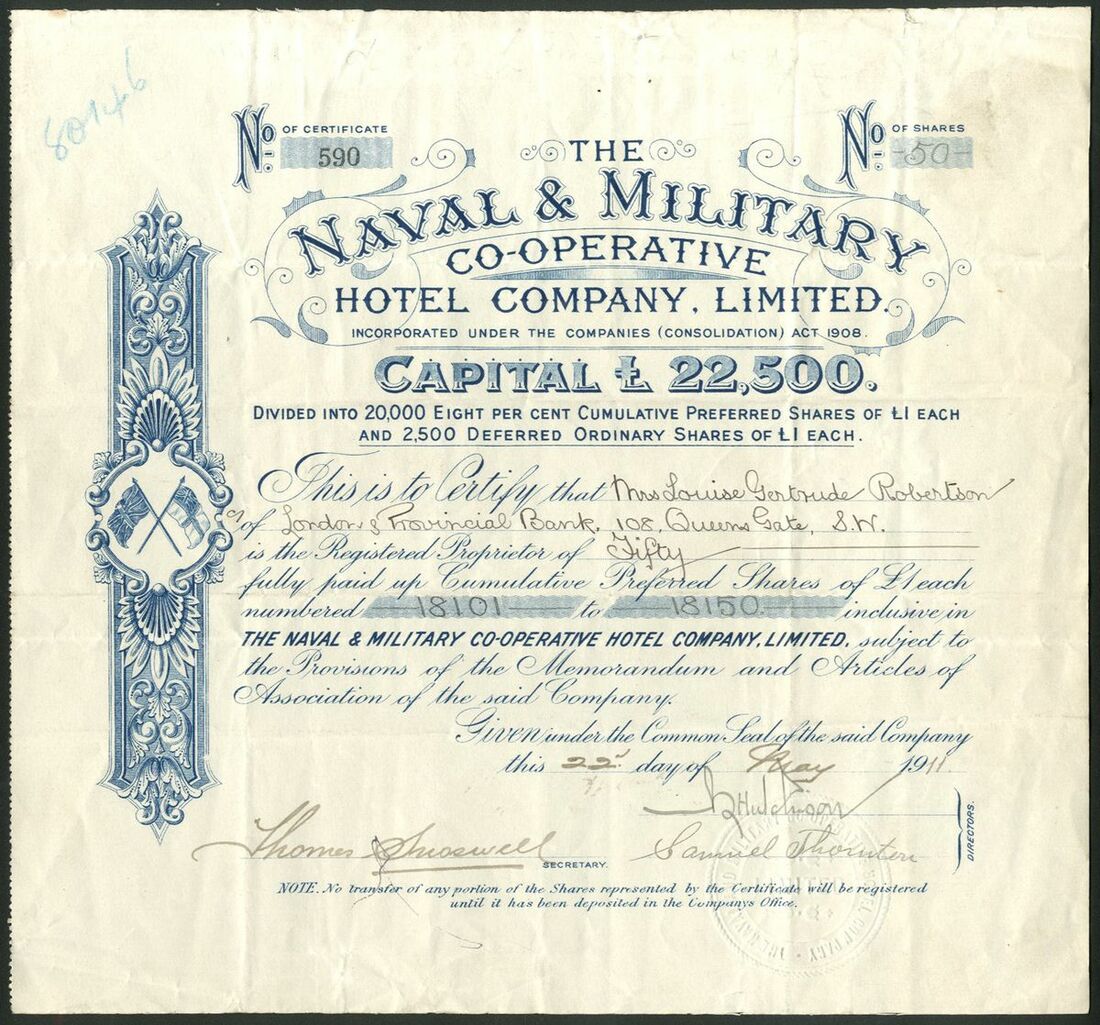 80146
No. OF CERTIFICATE 590
No. OF SHARES -50-
THE
NAVAL & MILITARY
CO-OPERATIVE
HOTEL COMPANY, LIMITED.
INCORPORATED UNDER THE COMPANIES (CONSOLIDATION) ACT 1908.
CAPITAL £ 22,500.
DIVIDED INTO 20,000 EIGHT PER CENT CUMULATIVE PREFERRED SHARES OF £1 EACH
AND 2,500 DEFERRED ORDINARY SHARES OF £1 EACH.
This is to Certify that Mrs Louise Gertrude Robertson
of London & Provincial Bank, 108, Queens Gate, S.W.
is the Registered Proprietor of Fifty
fully paid up Cumulative Preferred Shares of £1 each
numbered 18101 to 18150 inclusive in
THE NAVAL & MILITARY CO-OPERATIVE HOTEL COMPANY, LIMITED, subject to
the Provisions of the Memorandum and Articles of
Association of the said Company.
Given under the Common Seal of the said Company
this 22 day of May 1911
Hutchinson
Thomas
SECRETARY.
Samuel Thornton
DIRECTORS.
NOTE. No transfer of any portion of the Shares represented by the Certificate will be registered
until it has been deposited in the Companys Office.